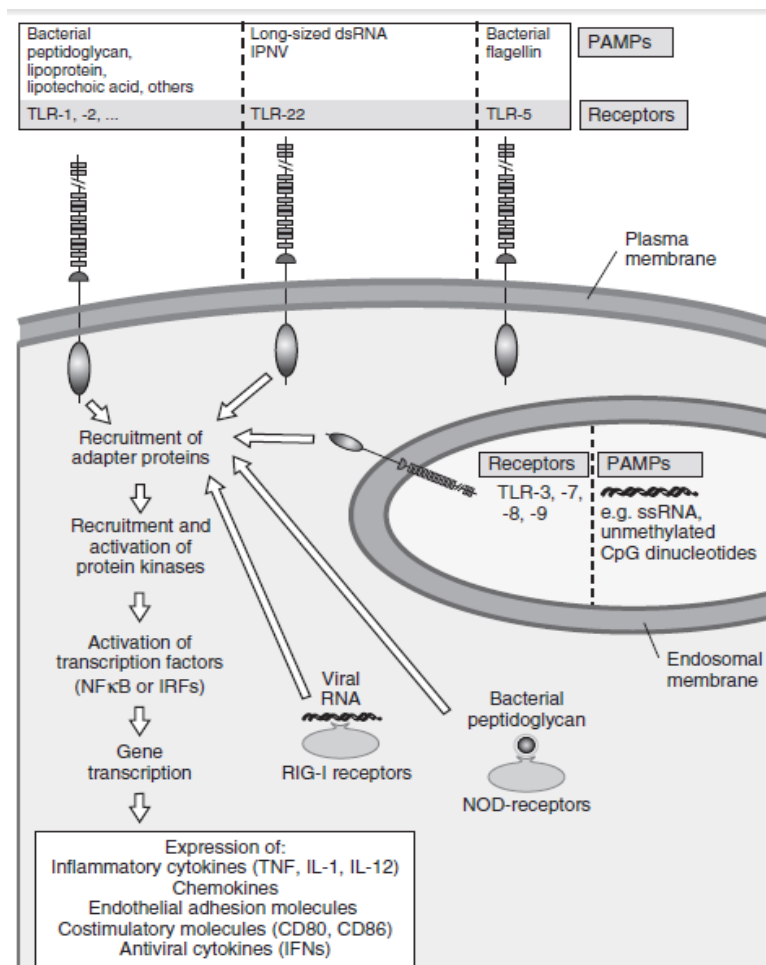 Bacterial
peptidoglycan,
lipoprotein,
lipotechoic acid, others
Long-sized dsRNA
IPNV
Bacterial
flagellin
PAMPs
TLR-1, -2, ...
TLR-22
TLR-5
Receptors
Plasma
membrane
Recruitment of
adapter proteins
Receptors
PAMPs
TLR-3, -7,
-8, -9
e.g. ssRNA,
unmethylated
CpG dinucleotides
Recruitment and
activation of
protein kinases
Activation of
transcription factors
(NFκB or IRFs)
Endosomal
membrane
Viral
RNA
RIG-I receptors
Bacterial
peptidoglycan
NOD-receptors
Gene
transcription
Expression of:
Inflammatory cytokines (TNF, IL-1, IL-12)
Chemokines
Endothelial adhesion molecules
Costimulatory molecules (CD80, CD86)
Antiviral cytokines (IFNs)